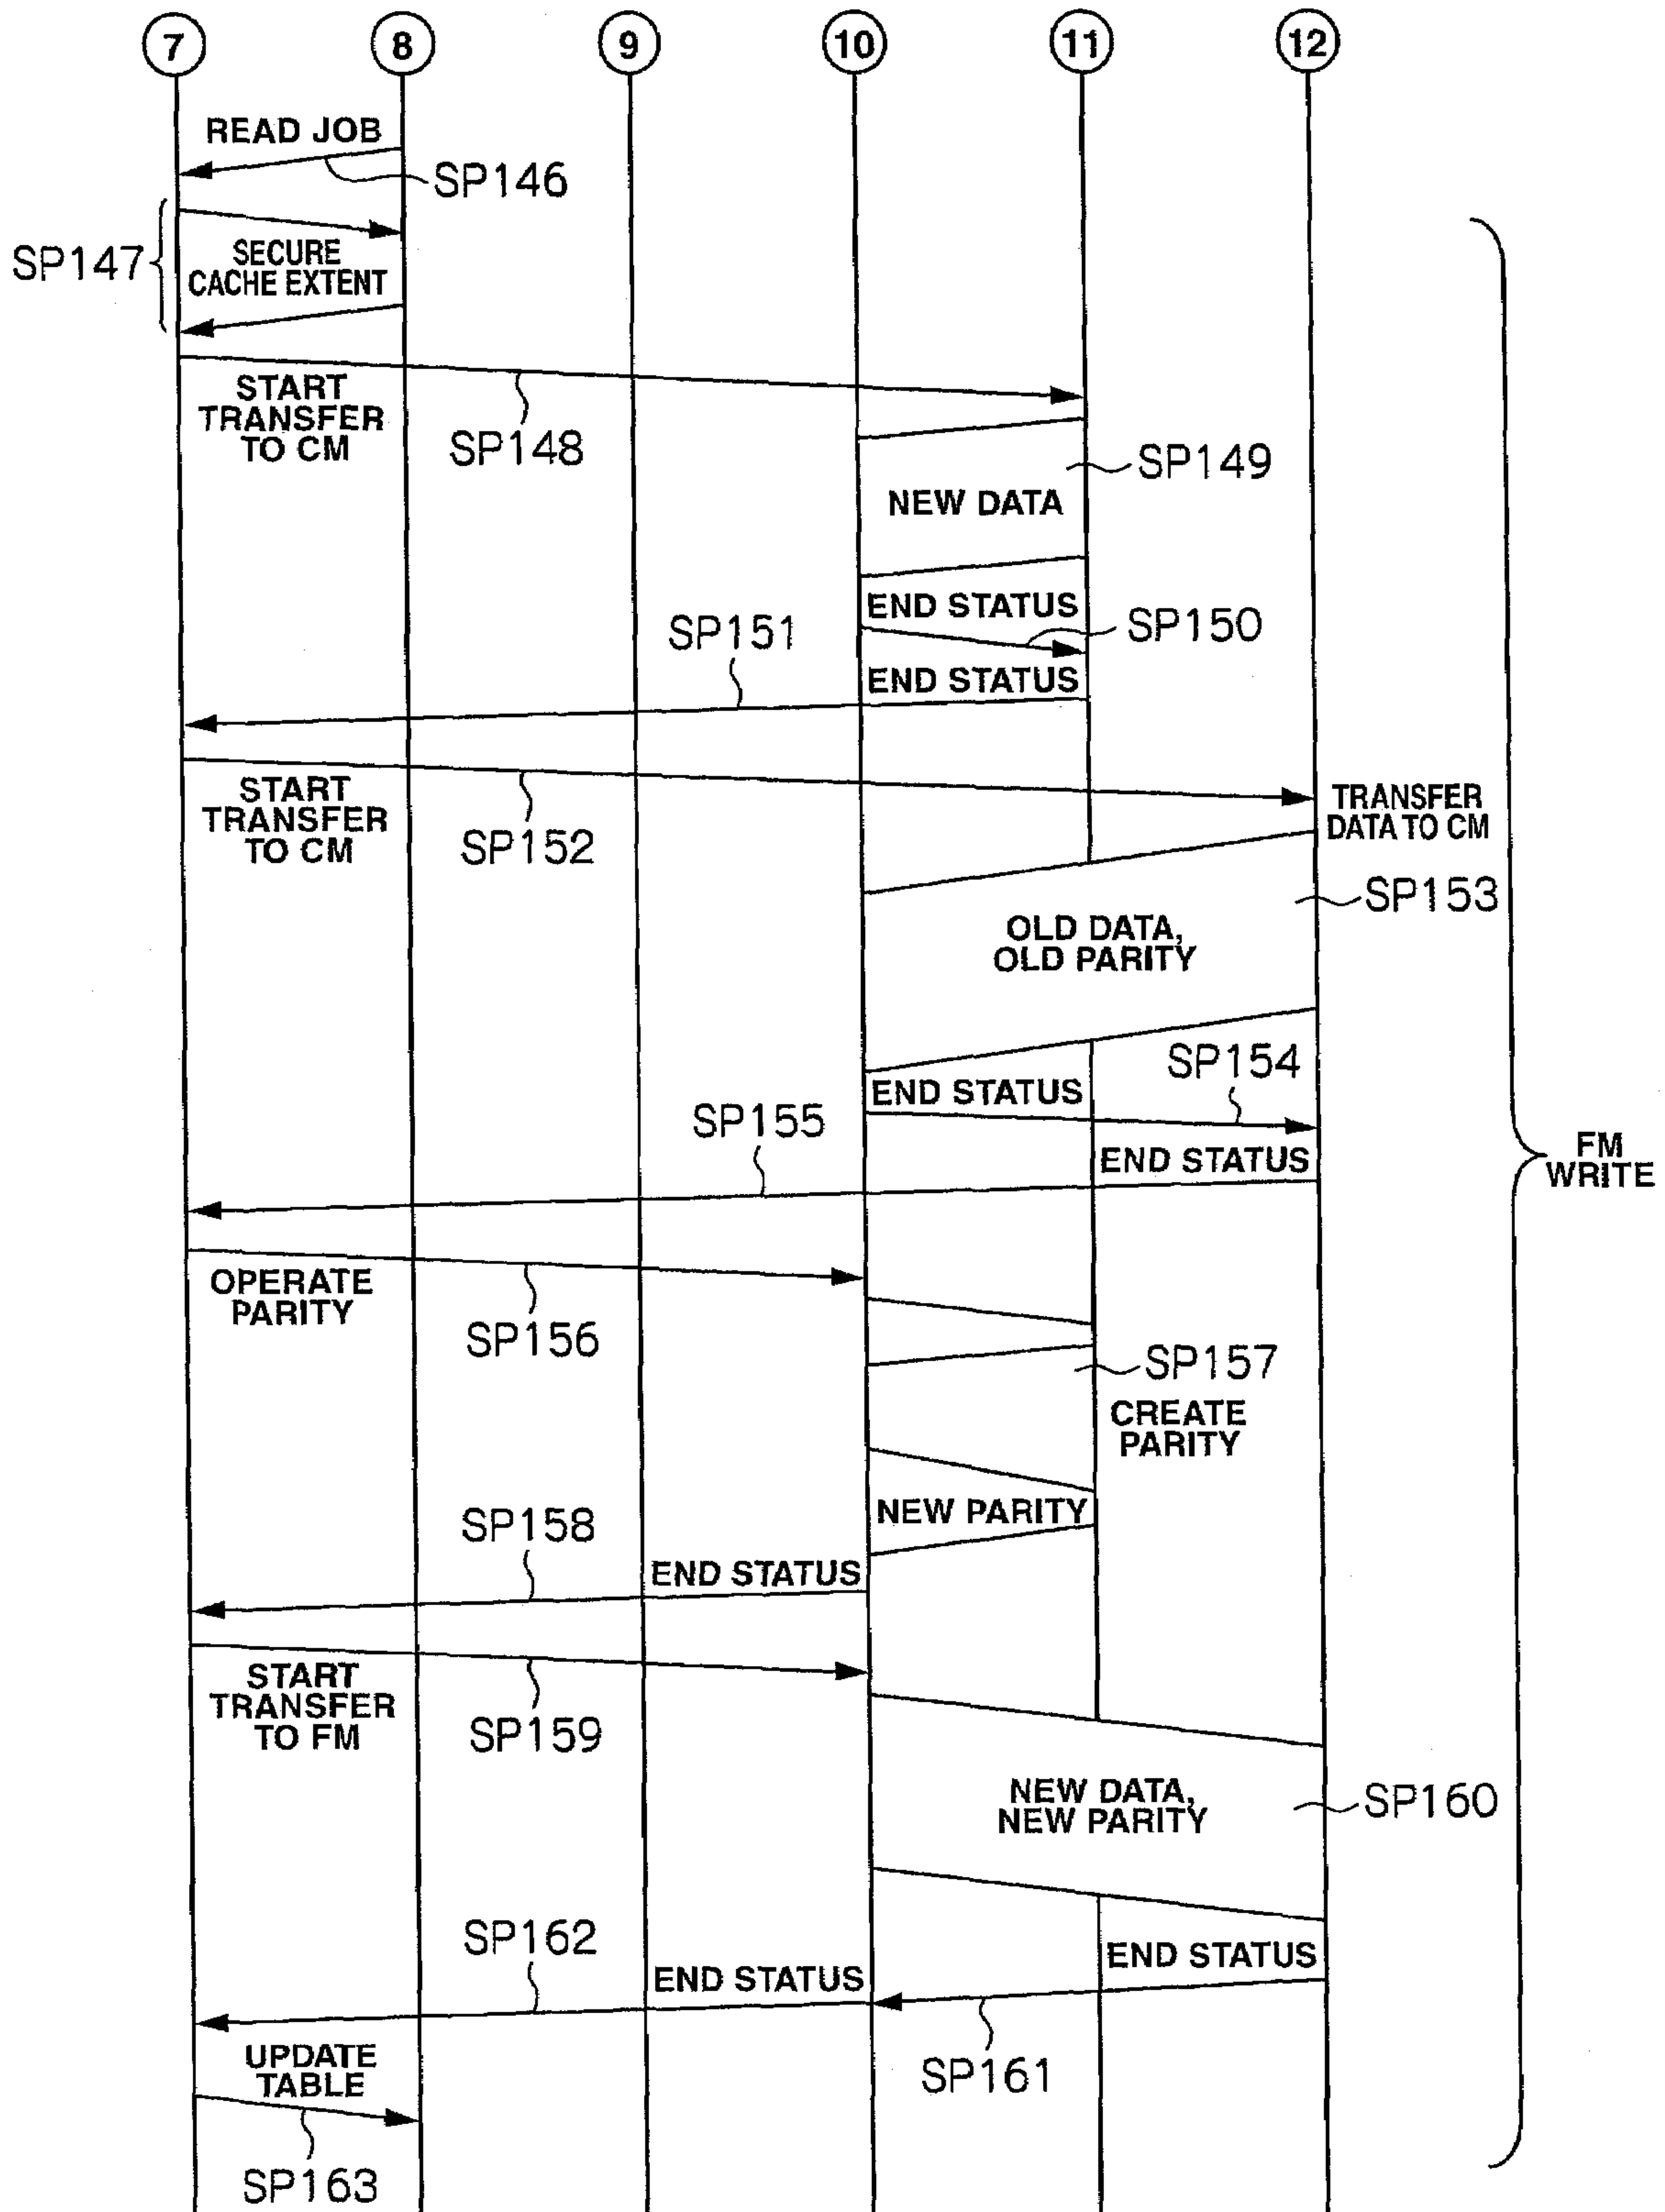 7 8 9 10 11 12
READ JOB
SP146
SP147
SECURE
CACHE EXTENT
START
TRANSFER
TO CM
SP148
SP149
NEW DATA
END STATUS
SP150
SP151
END STATUS
START
TRANSFER
TO CM
SP152
TRANSFER
DATA TO CM
SP153
OLD DATA,
OLD PARITY
SP154
END STATUS
SP155
END STATUS
FM
WRITE
OPERATE
PARITY
SP156
SP157
CREATE
PARITY
NEW PARITY
SP158
END STATUS
START
TRANSFER
TO FM
SP159
NEW DATA,
NEW PARITY
SP160
SP162
END STATUS
END STATUS
SP161
UPDATE
TABLE
SP163